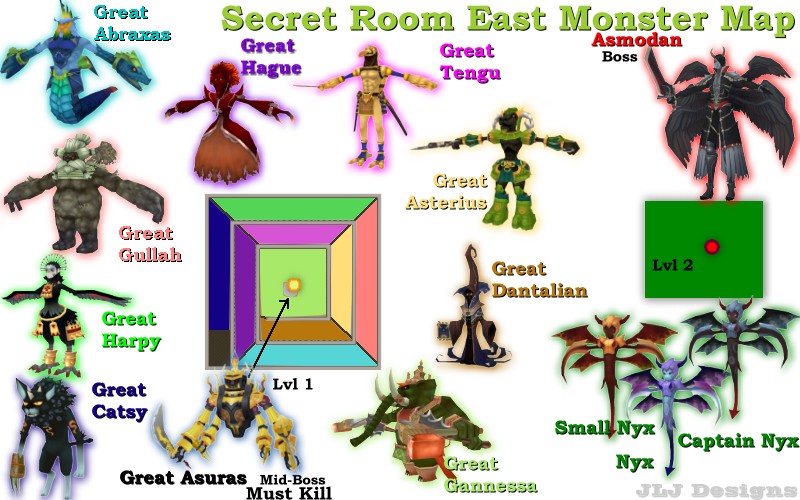 Secret Room East Monster Map
Great
Abraxas
Great
Hague
Great
Tengu
Asmodan
Boss
Great
Asterius
Great
Gullah
Lvl 2
Great
Dantalian
Great
Harpy
Great
Catsy
Lvl 1
Small Nyx
Captain Nyx
Nyx
Great
Gannessa
Great Asuras
Mid-Boss
Must Kill
JLJ Designs